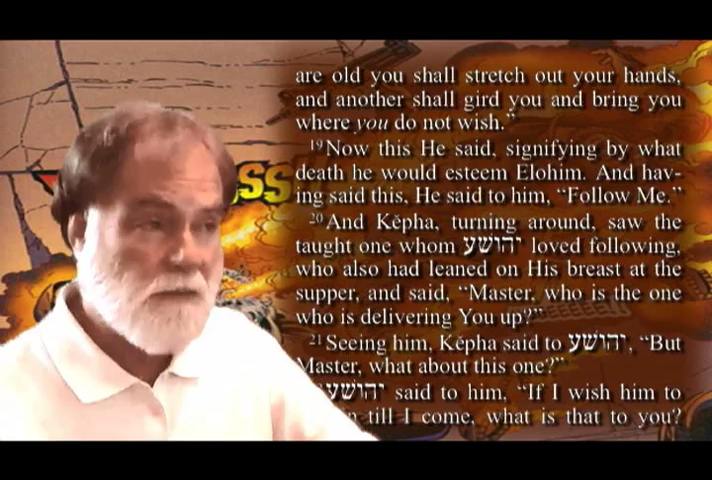 are old you shall stretch out your hands,
and another shall gird you and bring you
where you do not wish.”
19Now this He said, signifying by what
death he would esteem Elohim. And hav-
ing said this, He said to him, “Follow Me.”
20And Kĕpha, turning around, saw the
taught one whom יהושע loved following,
who also had leaned on His breast at the
supper, and said, “Master, who is the one
who is delivering You up?”
21Seeing him, Kĕpha said to יהושע, “But
Master, what about this one?”
יהושע said to him, “If I wish him to
till I come, what is that to you?